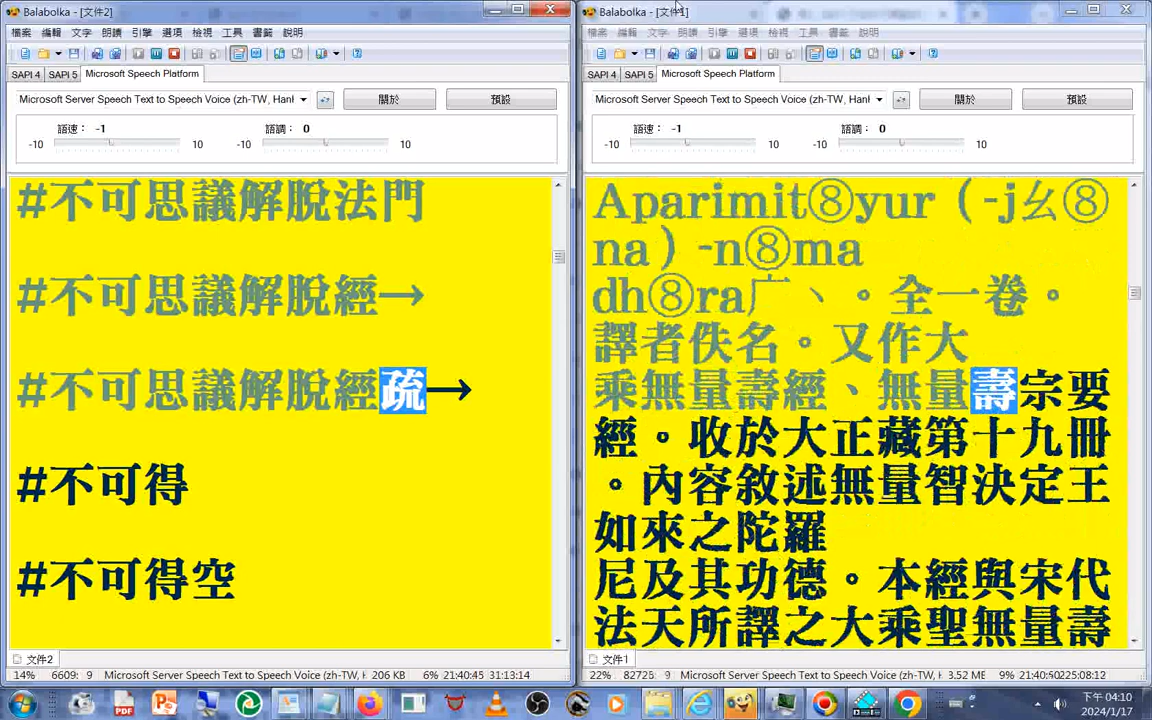 Balabolka - [文件2]
檔案 編輯 文字 朗讀 引擎 選項 檢視 工具 書籤 說明
SAPI 4 SAPI 5 Microsoft Speech Platform
Microsoft Server Speech Text to Speech Voice (zh-TW, Hanl
關於 預設
語速： -1 語調： 0
-10 10 -10 10
#不可思議解脫法門
#不可思議解脫經→
#不可思議解脫經疏→
#不可得
#不可得空
文件2
14% 6609: 9 Microsoft Server Speech Text to Speech Voice (zh-TW, H 206 KB 6% 21:40:45 31:13:14
Balabolka - [文件1]
檔案 編輯 文字 朗讀 引擎 選項 檢視 工具 書籤 說明
SAPI 4 SAPI 5 Microsoft Speech Platform
Microsoft Server Speech Text to Speech Voice (zh-TW, Hanl
關於 預設
語速： -1 語調： 0
-10 10 -10 10
Aparimit⑧yur（-j幺⑧
na）-n⑧ma
dh⑧ra广丶。全一卷。
譯者佚名。又作大
乘無量壽經、無量壽宗要
經。收於大正藏第十九冊
。內容敘述無量智決定王
如來之陀羅
尼及其功德。本經與宋代
法天所譯之大乘聖無量壽
文件1
22% 82725: 9 Microsoft Server Speech Text to Speech Voice (zh-TW, H 3.52 MB 9% 21:40:50225:08:12
下午 04:10
2024/1/17